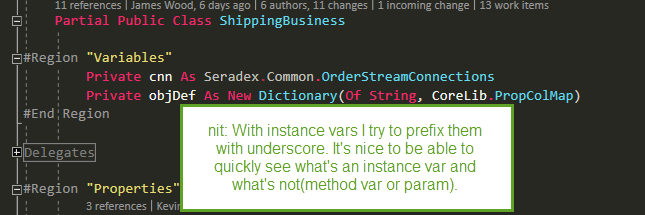 11 references | James Wood, 6 days ago | 6 authors, 11 changes | 1 incoming change | 13 work items
Partial Public Class ShippingBusiness
#Region "Variables"
Private cnn As Seradex.Common.OrderStreamConnections
Private objDef As New Dictionary(Of String, CoreLib.PropColMap)
#End Region
nit: With instance vars I try to prefix them
with underscore. It's nice to be able to
quickly see what's an instance var and
what's not(method var or param).
Delegates
#Region "Properties"
3 references | Kevin